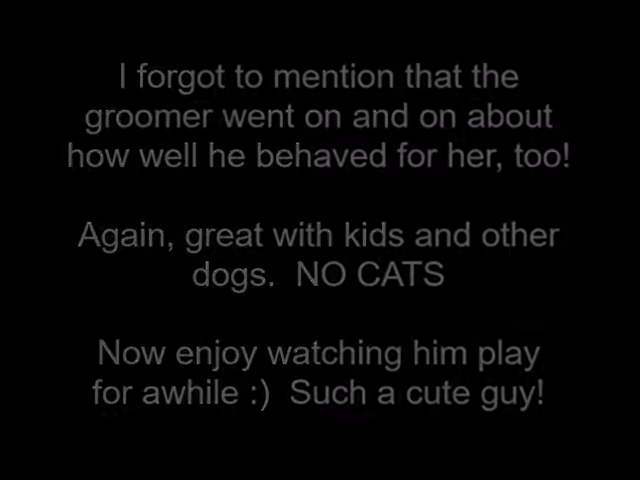 I forgot to mention that the
groomer went on and on about
how well he behaved for her, too!
Again, great with kids and other
dogs.  NO CATS
Now enjoy watching him play
for awhile :)  Such a cute guy!